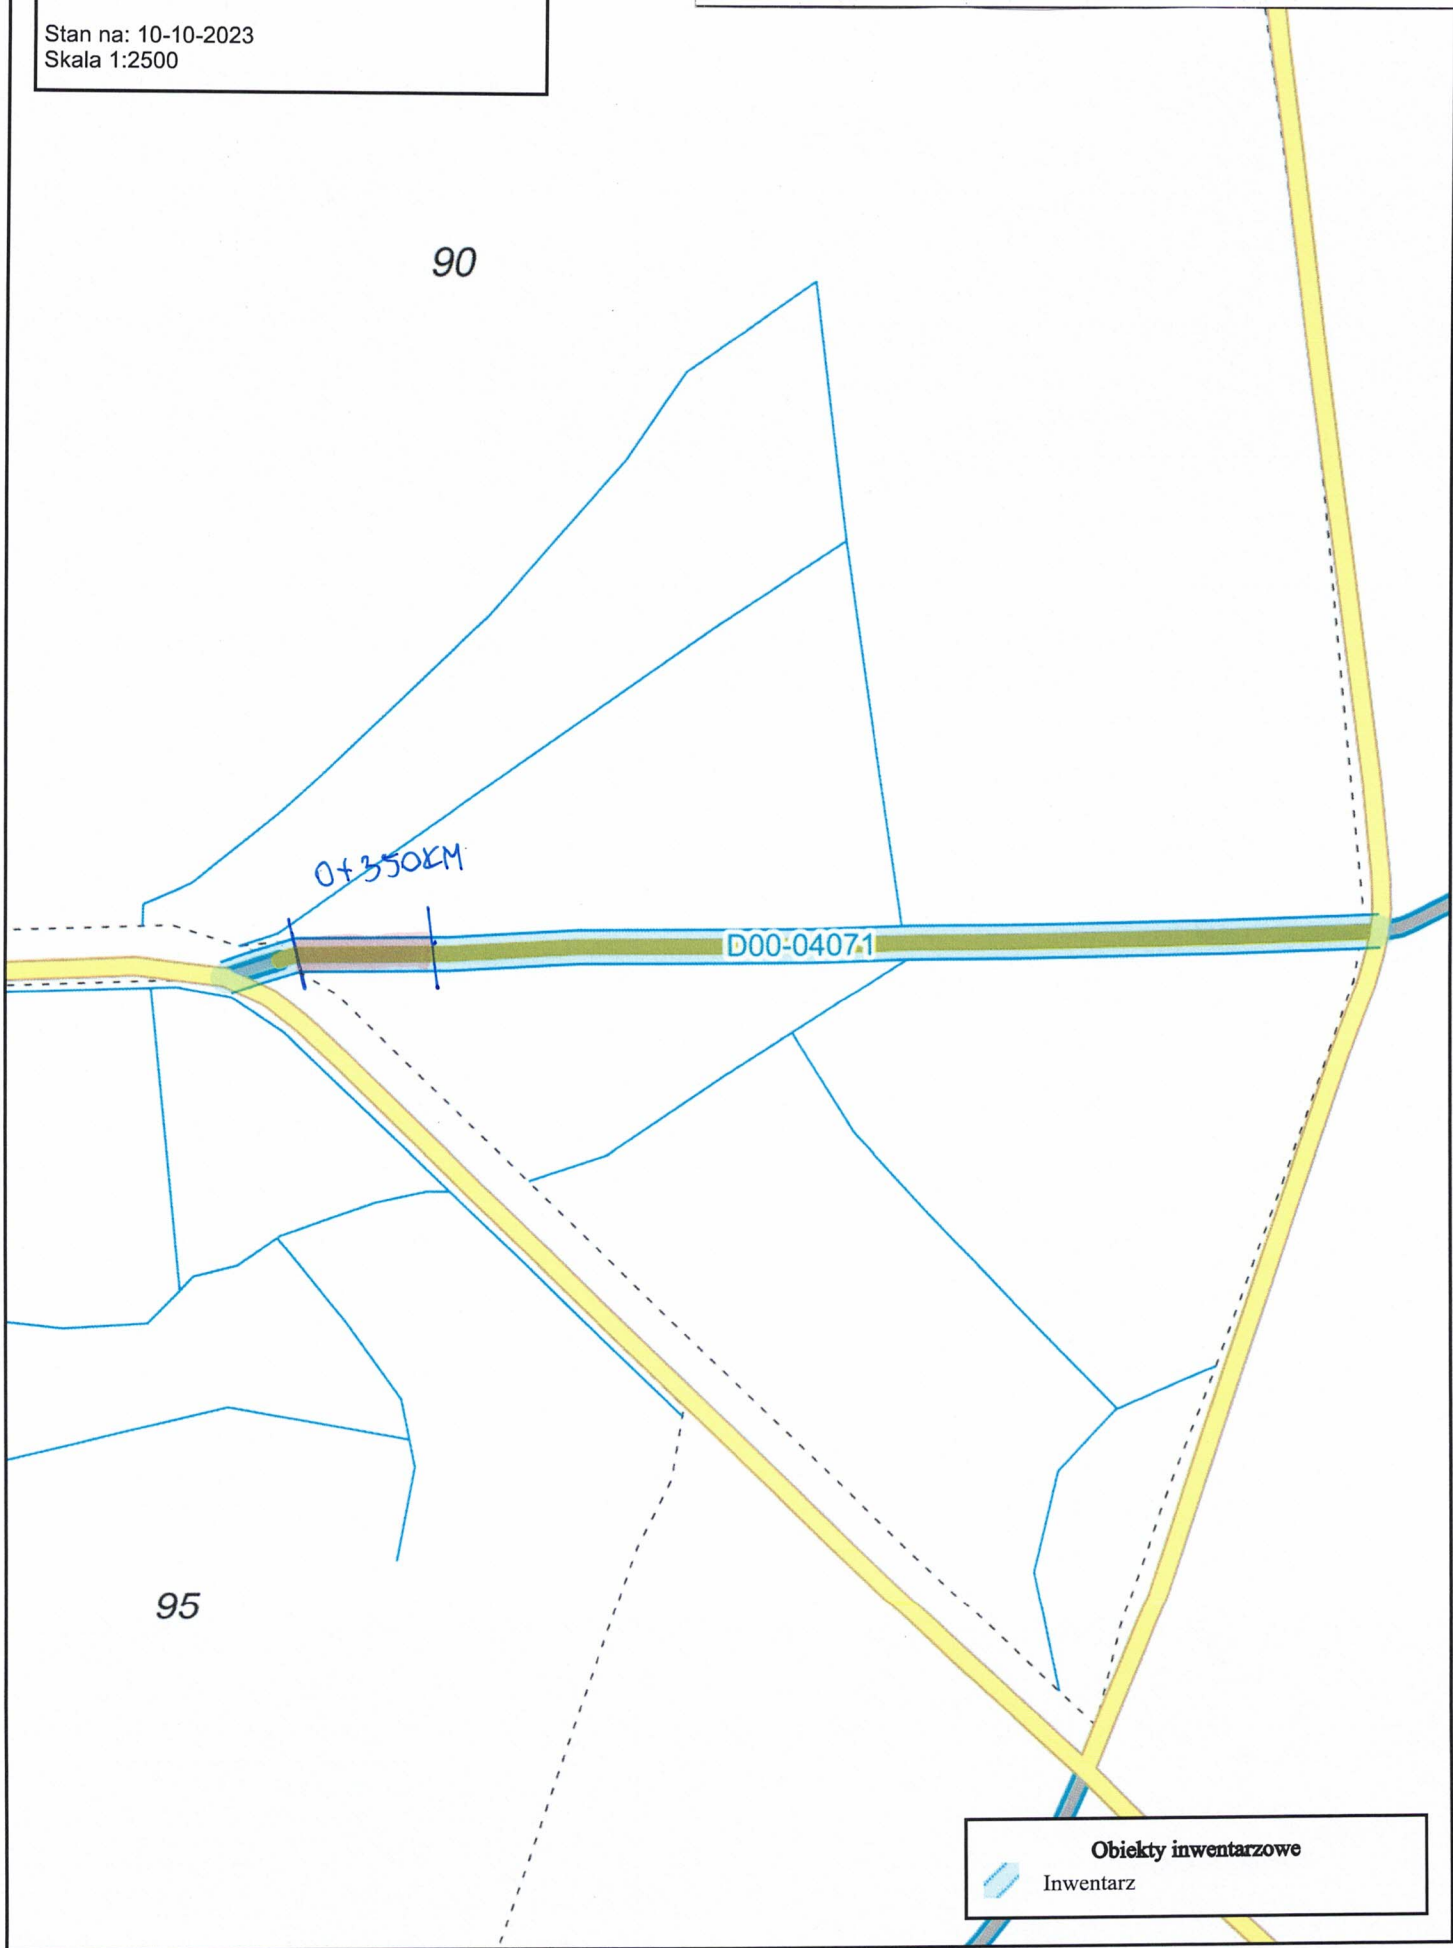 Stan na: 10-10-2023
Skala 1:2500
90
0+350KM
D00-04071
95
Obiekty inwentarzowe
Inwentarz